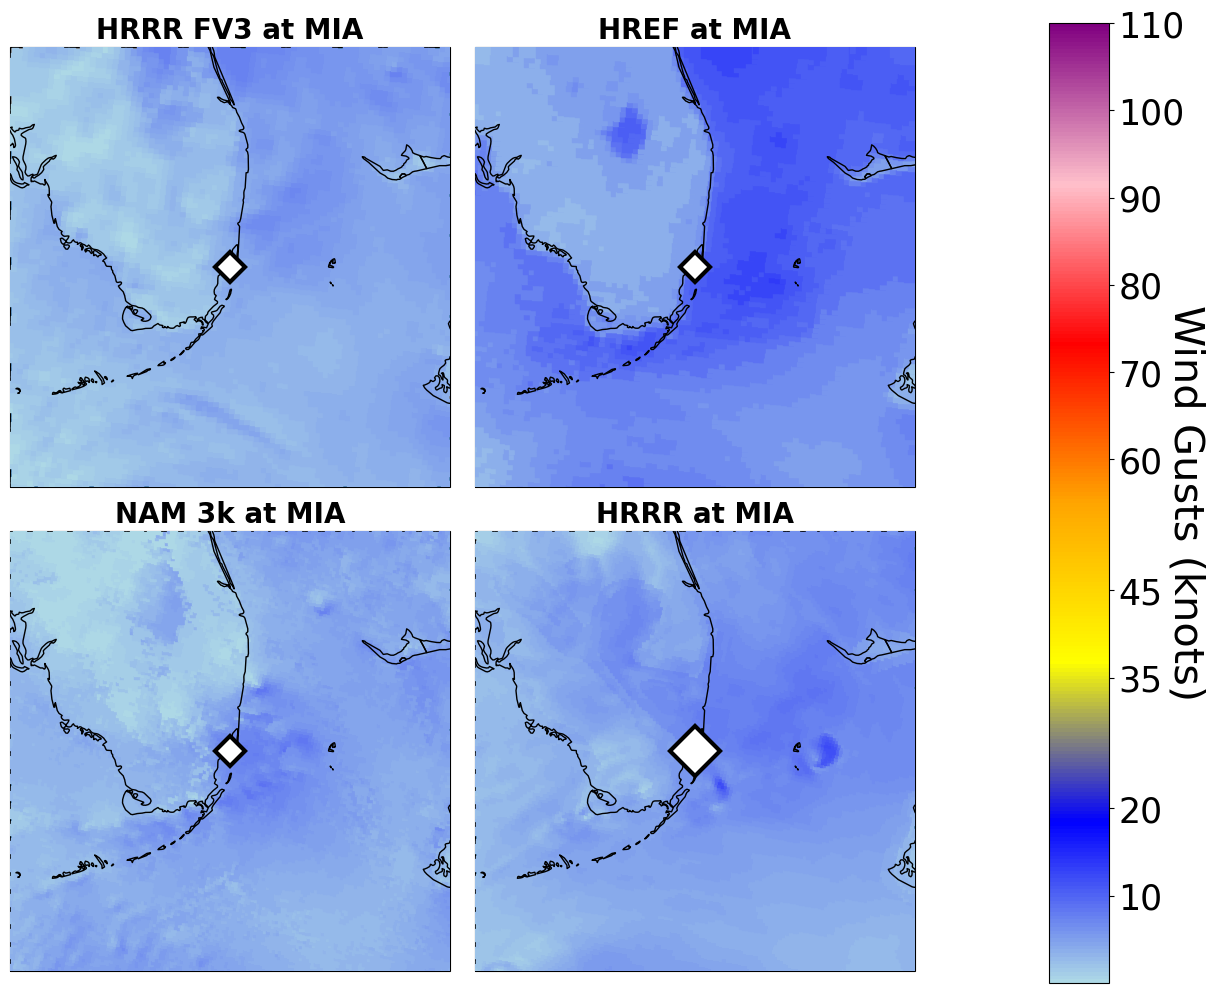 HRRR FV3 at MIA
HREF at MIA
NAM 3k at MIA
HRRR at MIA
110
100
90
80
70
60
45
35
20
10
Wind Gusts (knots)